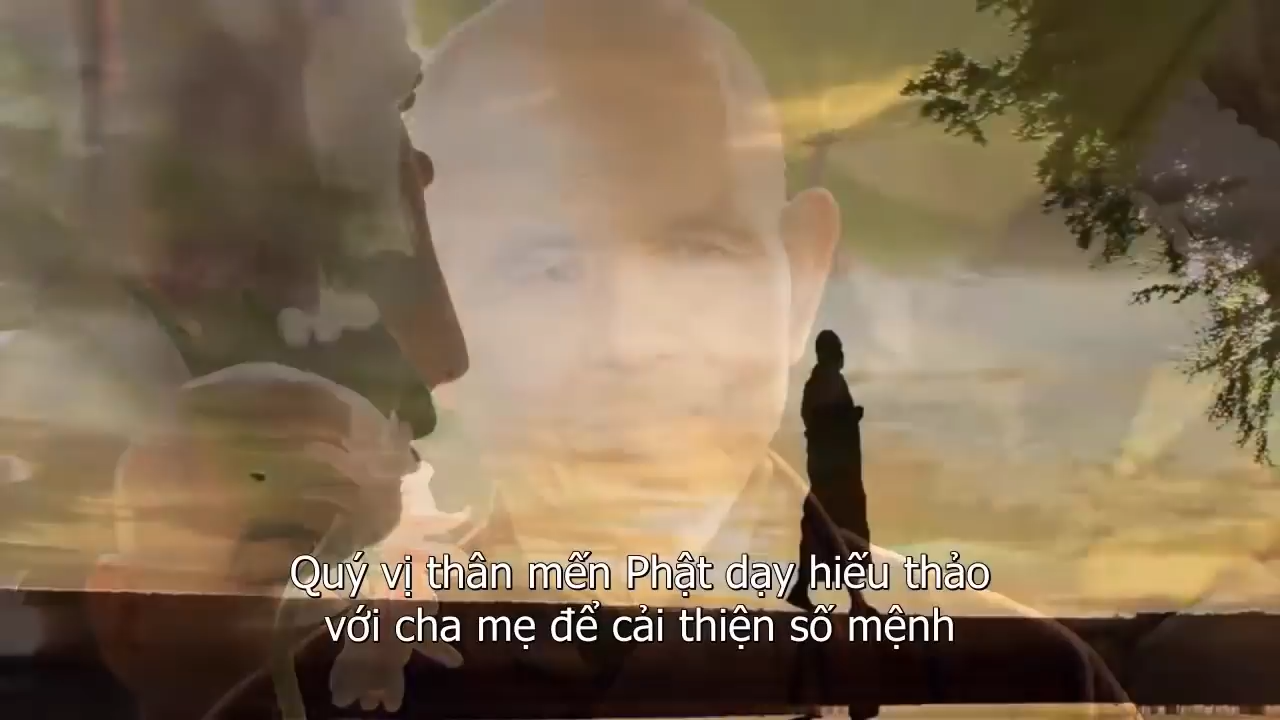 Quý vị thân mến Phật dạy hiếu thảo
với cha mẹ để cải thiện số mệnh